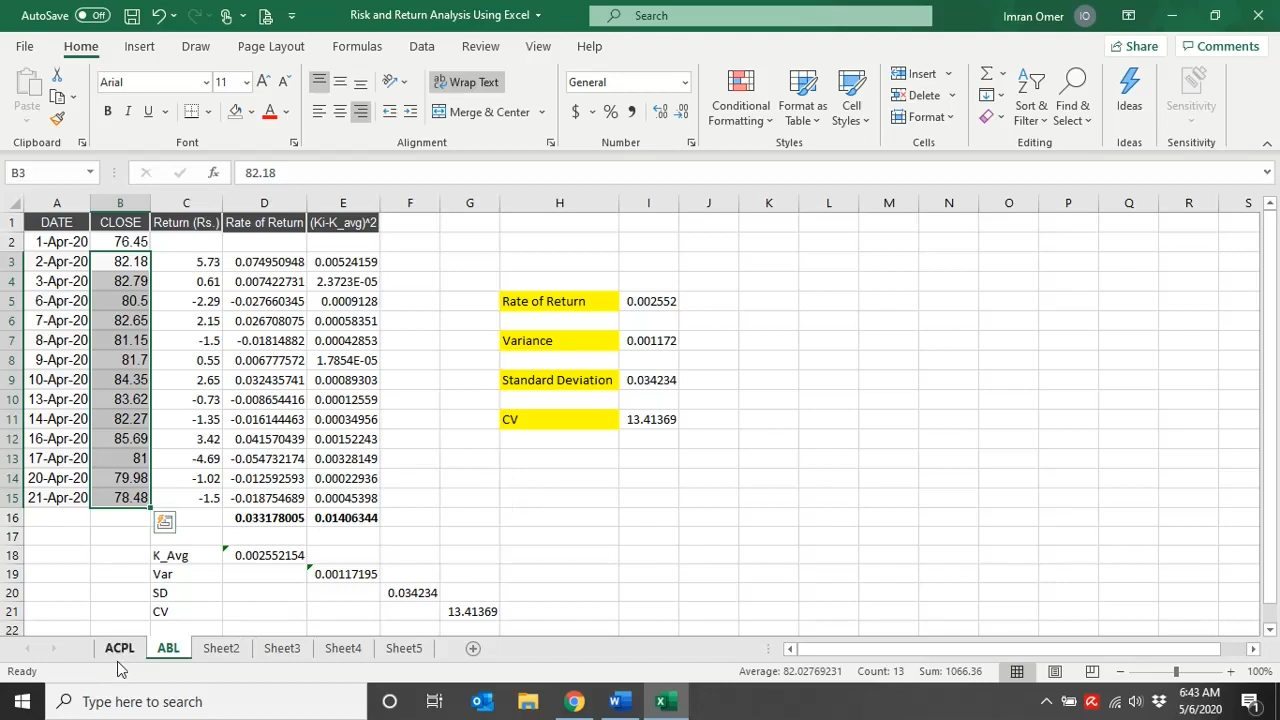 AutoSave Off Risk and Return Analysis Using Excel Search Imran Omer IO
File Home Insert Draw Page Layout Formulas Data Review View Help Share Comments
Paste Arial 11 Wrap Text General Conditional Formatting Format as Table Cell Styles Insert Sort & Filter Find & Select Ideas Sensitivity
B I U Merge & Center $ % Delete
Format
Clipboard Font Alignment Number Styles Cells Editing Ideas Sensitivity
B3 fx 82.18
A B C D E F G H I J K L M N O P Q R S
1 DATE CLOSE Return (Rs.) Rate of Return (Ki-K_avg)^2
2 1-Apr-20 76.45
3 2-Apr-20 82.18 5.73 0.074950948 0.00524159
4 3-Apr-20 82.79 0.61 0.007422731 2.3723E-05
5 6-Apr-20 80.5 -2.29 -0.027660345 0.0009128 Rate of Return 0.002552
6 7-Apr-20 82.65 2.15 0.026708075 0.00058351
7 8-Apr-20 81.15 -1.5 -0.01814882 0.00042853 Variance 0.001172
8 9-Apr-20 81.7 0.55 0.006777572 1.7854E-05
9 10-Apr-20 84.35 2.65 0.032435741 0.00089303 Standard Deviation 0.034234
10 13-Apr-20 83.62 -0.73 -0.008654416 0.00012559
11 14-Apr-20 82.27 -1.35 -0.016144463 0.00034956 CV 13.41369
12 16-Apr-20 85.69 3.42 0.041570439 0.00152243
13 17-Apr-20 81 -4.69 -0.054732174 0.00328149
14 20-Apr-20 79.98 -1.02 -0.012592593 0.00022936
15 21-Apr-20 78.48 -1.5 -0.018754689 0.00045398
16 0.033178005 0.01406344
17
18 K_Avg 0.002552154
19 Var 0.00117195
20 SD 0.034234
21 CV 13.41369
22
ACPL ABL Sheet2 Sheet3 Sheet4 Sheet5
Ready Average: 82.02769231 Count: 13 Sum: 1066.36 100%
Type here to search 6:43 AM
5/6/2020 1